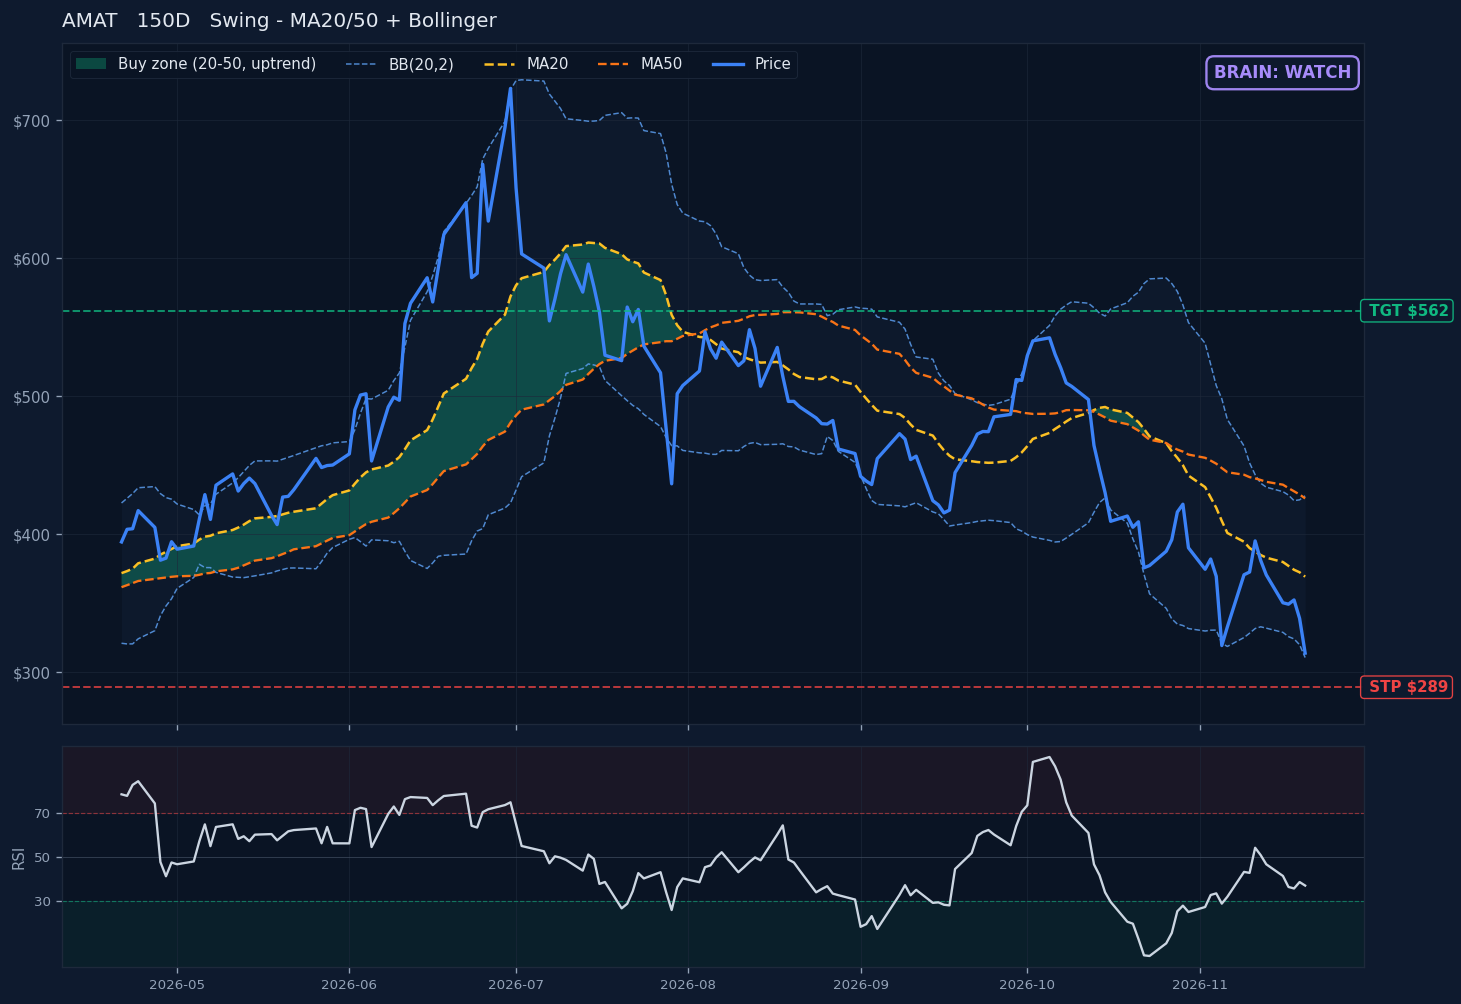 AMAT 150D Swing - MA20/50 + Bollinger
Buy zone (20-50, uptrend) BB(20,2) MA20 MA50 Price
BRAIN: WATCH
$700
$600
TGT $562
$500
$400
$300
STP $289
70
50
30
RSI
2026-05 2026-06 2026-07 2026-08 2026-09 2026-10 2026-11